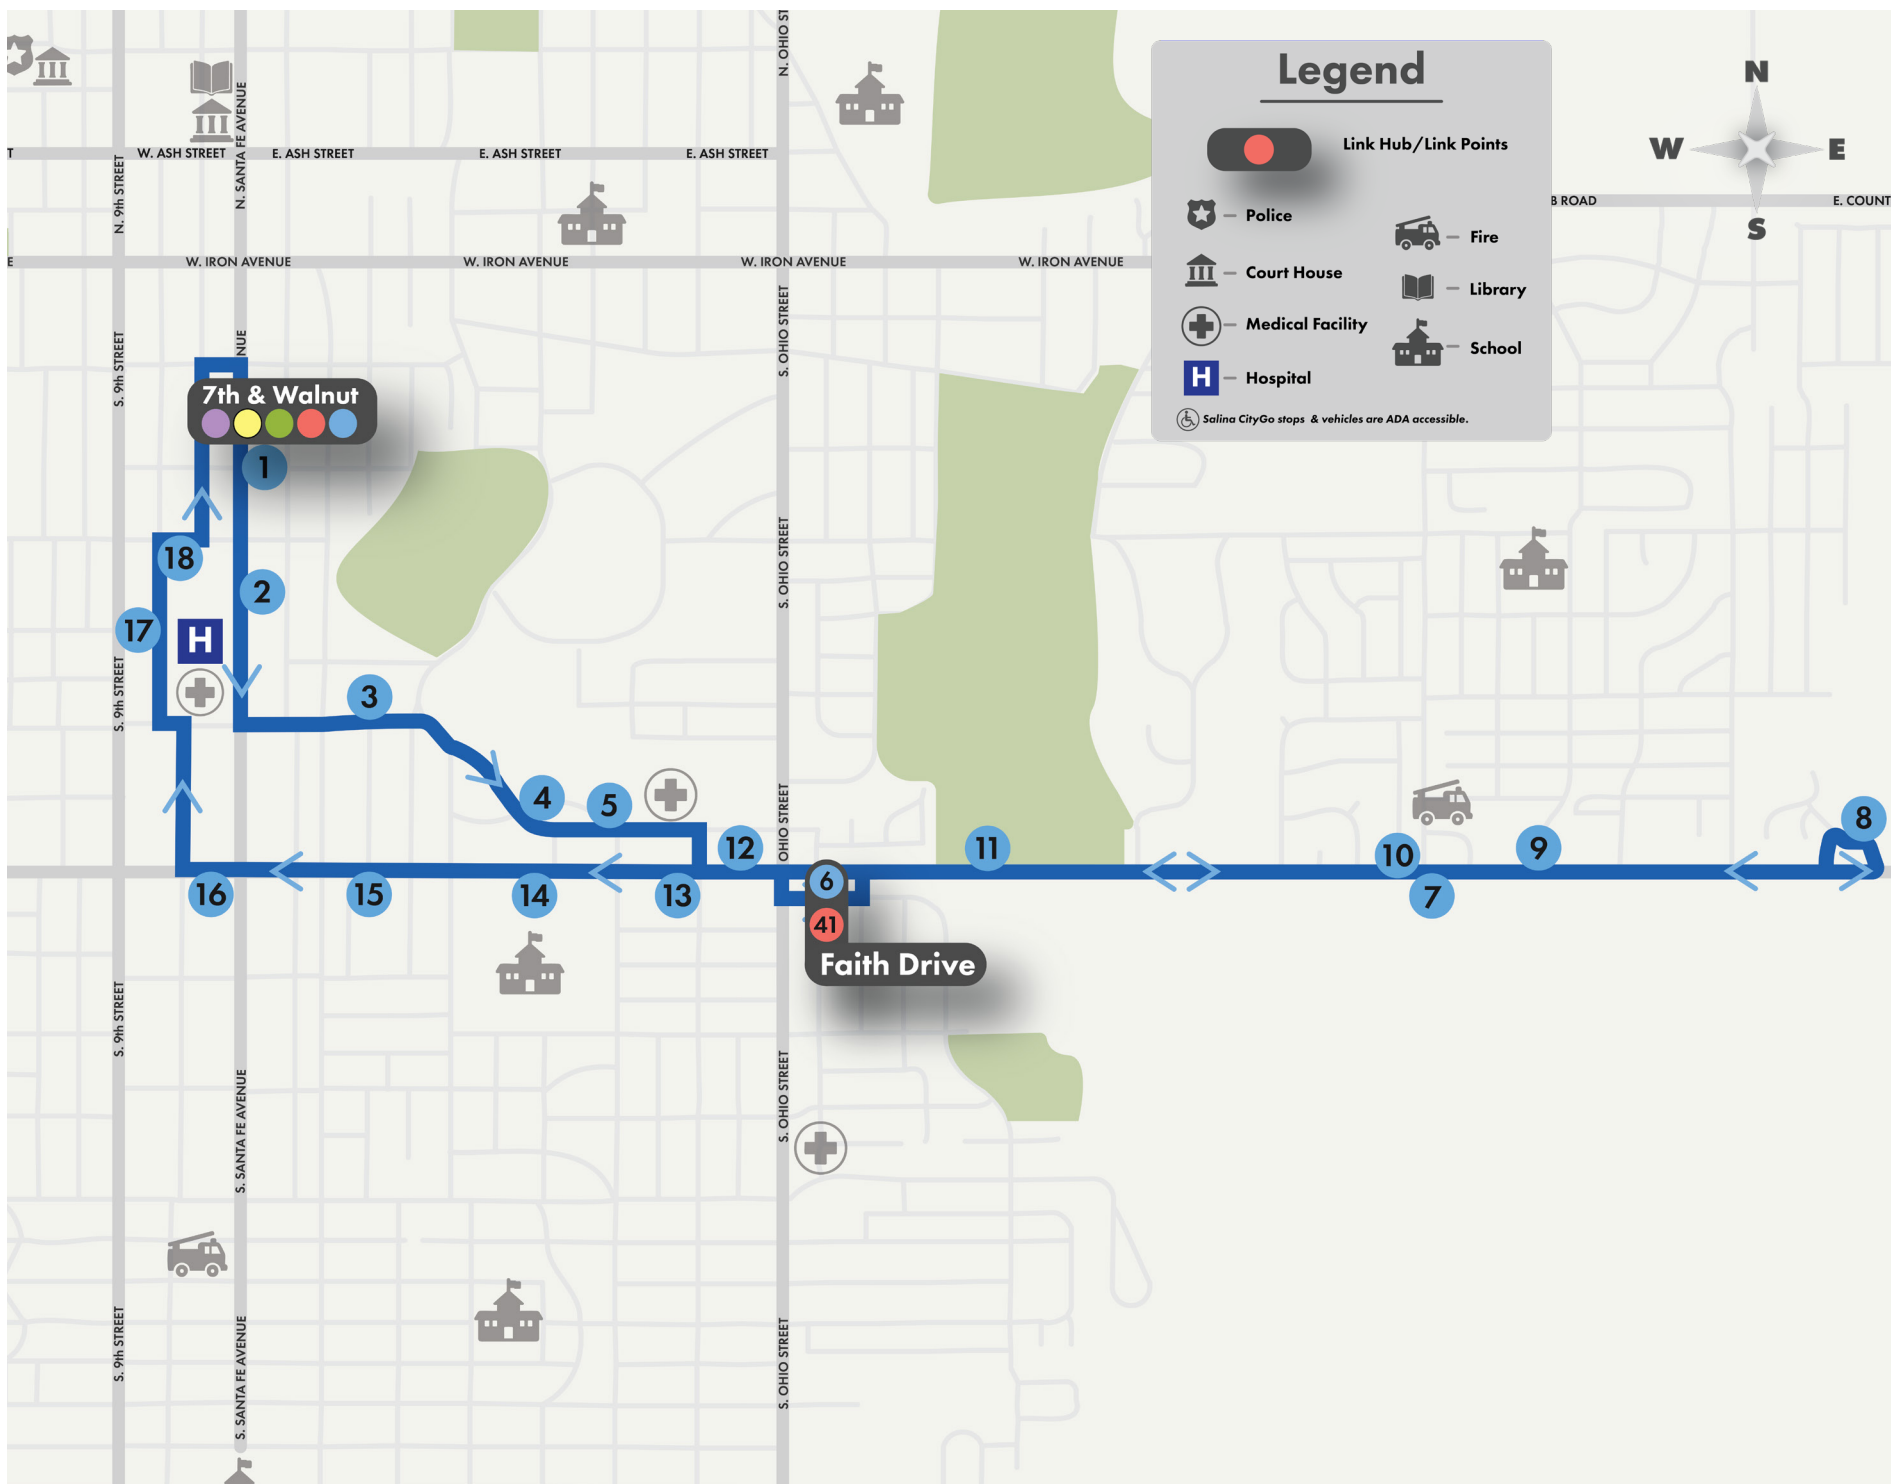 N. OHIO ST
Legend
Link Hub/Link Points
Police
Court House
Medical Facility
Hospital
Fire
Library
School
Salina CityGo stops & vehicles are ADA accessible.
N
W
E
S
N. SANTA FE AVENUE
T
W. ASH STREET
E. ASH STREET
E. ASH STREET
E. ASH STREET
N. 9th STREET
B ROAD
E. COUNT
E
W. IRON AVENUE
W. IRON AVENUE
W. IRON AVENUE
W. IRON AVENUE
S. 9th STREET
NUE
S. OHIO STREET
7th & Walnut
1
18
2
S. OHIO STREET
17
H
S. 9th STREET
3
4
5
OHIO STREET
12
11
10
9
8
6
16
15
14
13
7
41
Faith Drive
S. 9th STREET
S. SANTA FE AVENUE
S. OHIO STREET
S. 9th STREET
S. SANTA FE AVENUE
S. OHIO STREET
H